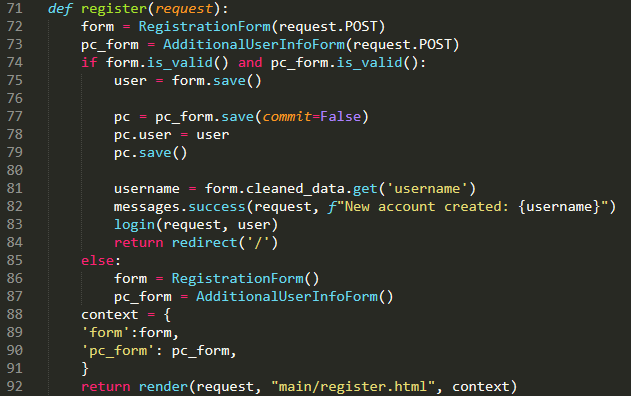 71 def register(request):
72     form = RegistrationForm(request.POST)
73     pc_form = AdditionalUserInfoForm(request.POST)
74     if form.is_valid() and pc_form.is_valid():
75         user = form.save()
76
77         pc = pc_form.save(commit=False)
78         pc.user = user
79         pc.save()
80
81         username = form.cleaned_data.get('username')
82         messages.success(request, f"New account created: {username}")
83         login(request, user)
84         return redirect('/')
85     else:
86         form = RegistrationForm()
87         pc_form = AdditionalUserInfoForm()
88     context = {
89     'form':form,
90     'pc_form': pc_form,
91     }
92     return render(request, "main/register.html", context)